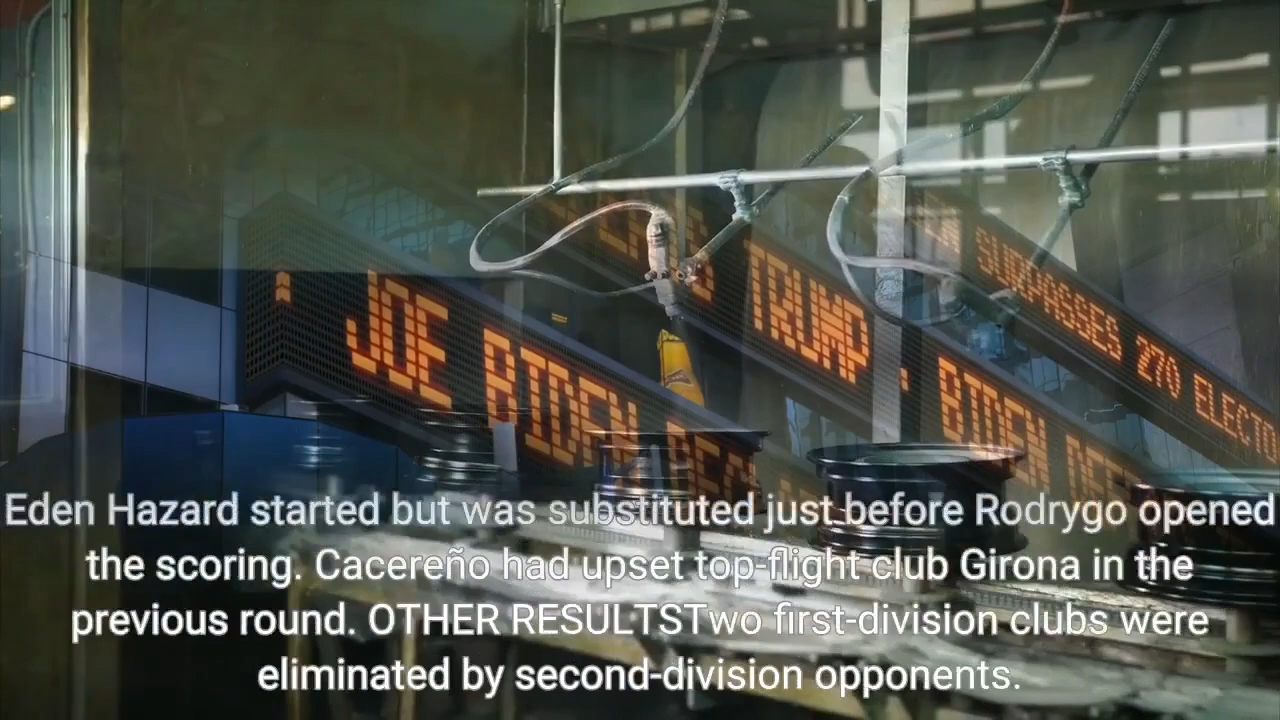 JOE BIDEN
TRUMP - BIDEN
SURPASSES 270
Eden Hazard started but was substituted just before Rodrygo opened
the scoring. Cacereño had upset top-flight club Girona in the
previous round. OTHER RESULTSTwo first-division clubs were
eliminated by second-division opponents.